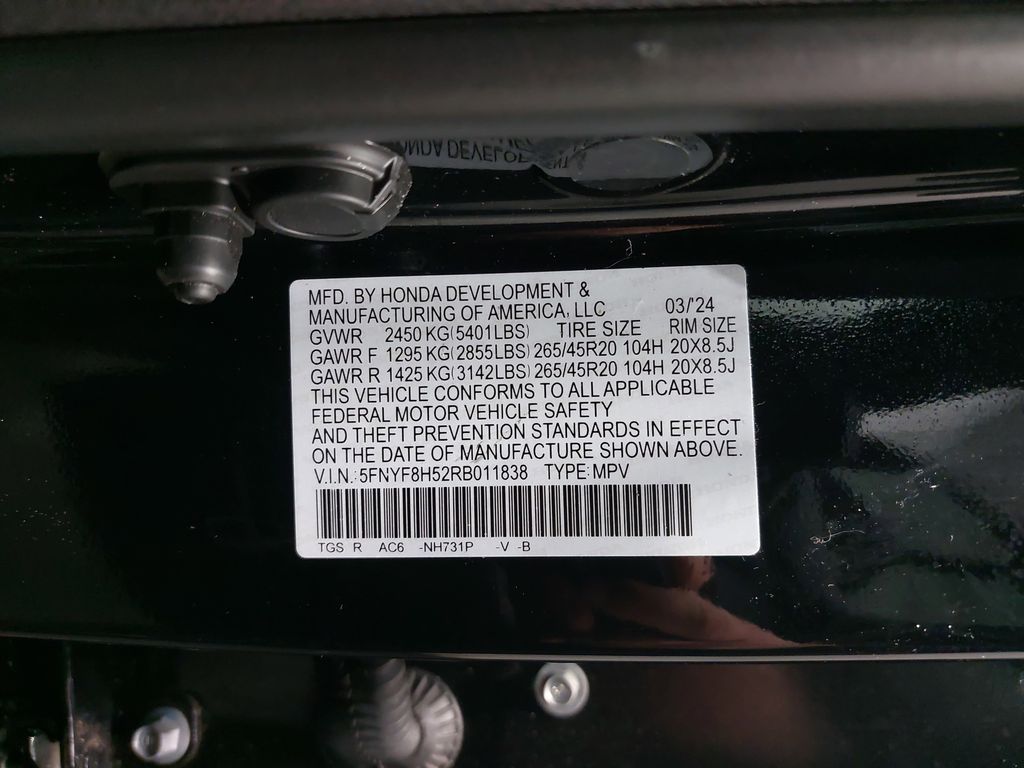 MFD. BY HONDA DEVELOPMENT &
MANUFACTURING OF AMERICA, LLC 03/'24
GVWR 2450 KG(5401LBS) TIRE SIZE RIM SIZE
GAWR F 1295 KG(2855LBS) 265/45R20 104H 20X8.5J
GAWR R 1425 KG(3142LBS) 265/45R20 104H 20X8.5J
THIS VEHICLE CONFORMS TO ALL APPLICABLE
FEDERAL MOTOR VEHICLE SAFETY
AND THEFT PREVENTION STANDARDS IN EFFECT
ON THE DATE OF MANUFACTURE SHOWN ABOVE.
V.I.N.:5FNYF8H52RB011838 TYPE:MPV
TGS R AC6 -NH731P -V -B